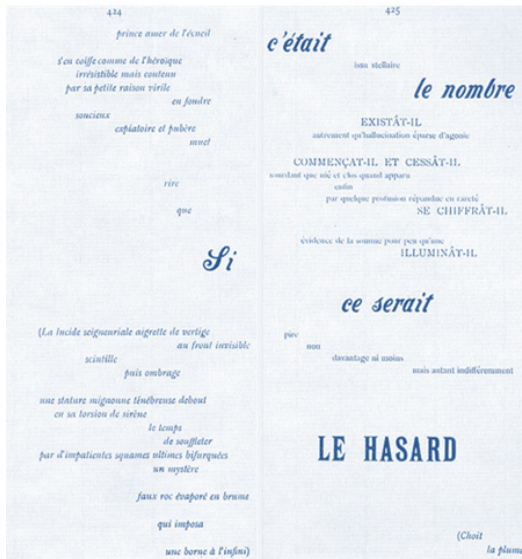 424
prince amer de l'écueil
s'en coiffe comme de l'héroïque
irrésistible mais contenu
par sa petite raison virile
en foudre
soucieux
expiatoire et pubère
muet
rire
que
Si
(La lucide seigneuriale aigrette de vertige
au front invisible
scintille
puis ombrage
une stature mignonne ténébreuse debout
en sa torsion de sirène
le temps
de souffleter
par d'impatientes squames ultimes bifurquées
un mystère
faux roc évaporé en brume
qui imposa
une borne à l'infini)
425
c'était
issu stellaire
le nombre
EXISTÂT-IL
autrement qu'hallucination éparse d'agonie
COMMENÇAT-IL ET CESSÂT-IL
sourdant que nié et clos quand apparu
enfin
par quelque profusion répandue en rareté
SE CHIFFRÂT-IL
évidence de la somme pour peu qu'une
ILLUMINÂT-IL
ce serait
pire
non
davantage ni moins
mais autant indifféremment
LE HASARD
(Choit
la plume